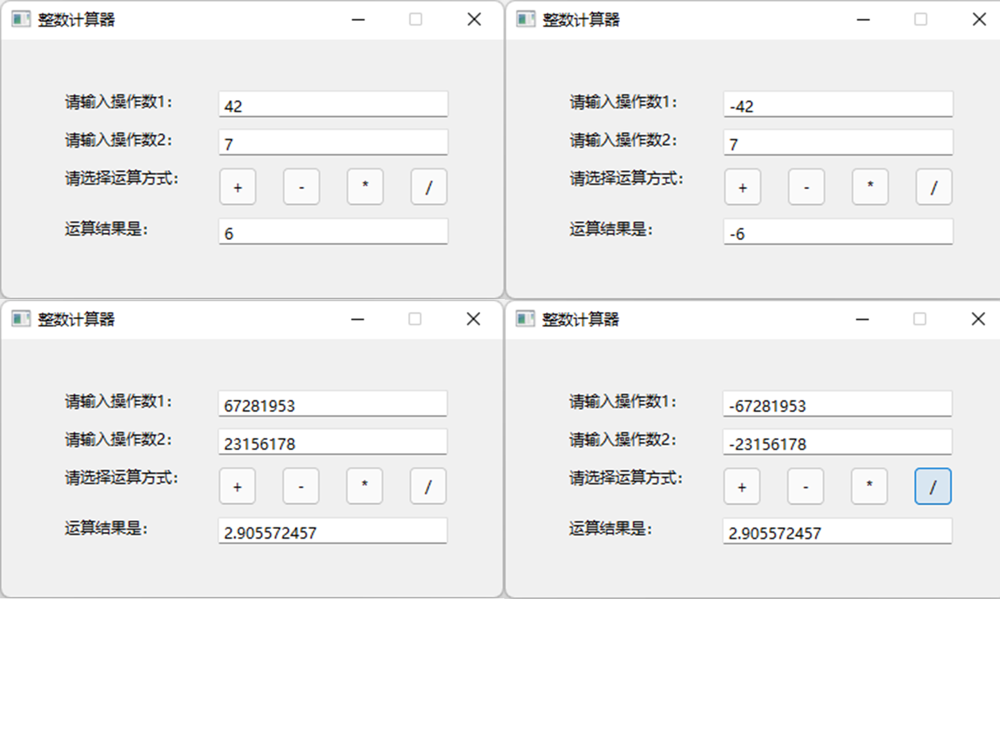 整数计算器
请输入操作数1： 42
请输入操作数2： 7
请选择运算方式： + - * /
运算结果是： 6
整数计算器
请输入操作数1： -42
请输入操作数2： 7
请选择运算方式： + - * /
运算结果是： -6
整数计算器
请输入操作数1： 67281953
请输入操作数2： 23156178
请选择运算方式： + - * /
运算结果是： 2.905572457
整数计算器
请输入操作数1： -67281953
请输入操作数2： -23156178
请选择运算方式： + - * /
运算结果是： 2.905572457